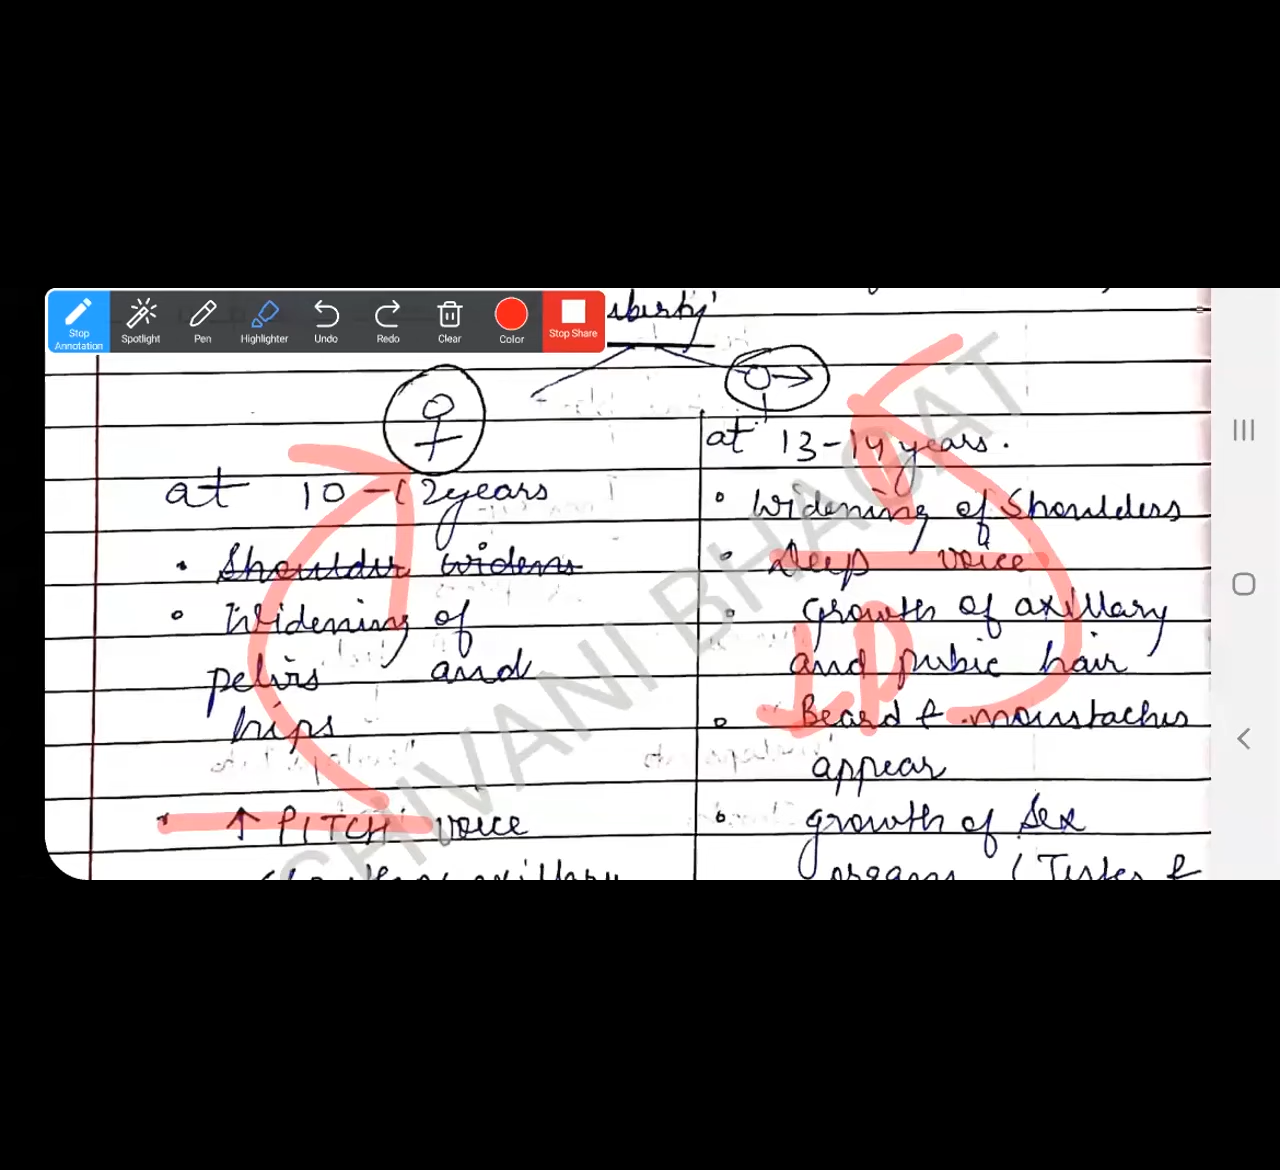 Stop Annotation
Spotlight
Pen
Highlighter
Undo
Redo
Clear
Color
Stop Share
at 10-12 years
• Shoulder widens
• Widening of
pelvis and
hips
• ↑ PITCH voice
at 13-14 years.
• Widening of Shoulders
• Deep voice
• Growth of axillary
and pubic hair
• Beard & moustaches
appear
• growth of Sex
organs (Testes &
SHIVANI BHAGAT